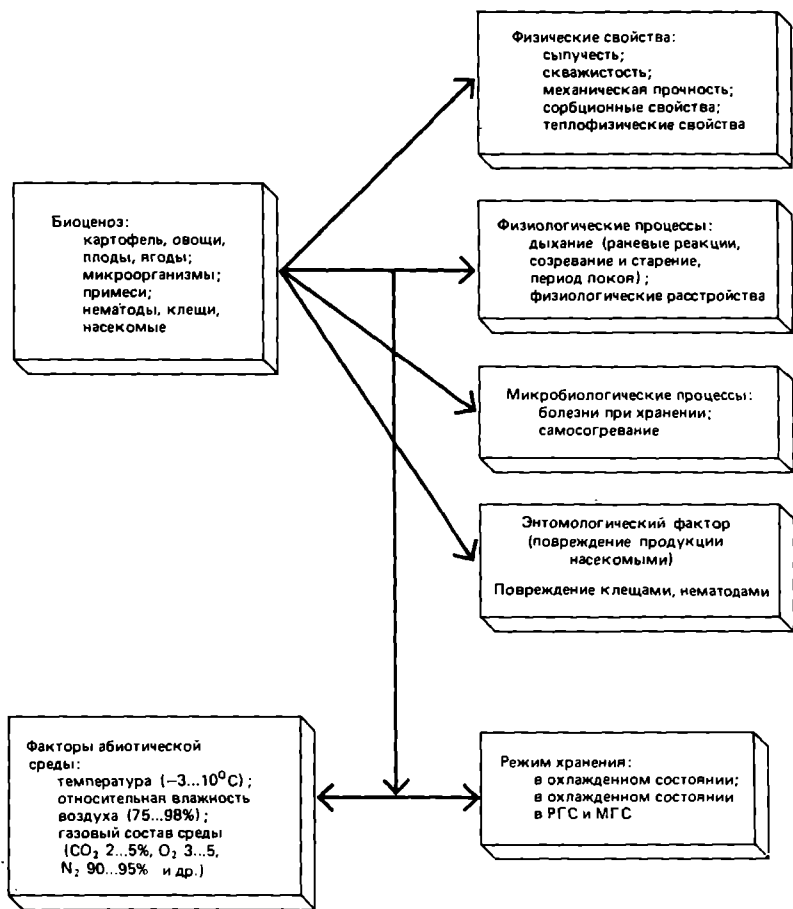 Физические свойства:
сыпучесть;
скважистость;
механическая прочность;
сорбционные свойства;
теплофизические свойства
Биоценоз:
картофель, овощи,
плоды, ягоды;
микроорганизмы;
примеси;
нематоды, клещи,
насекомые
Физиологические процессы:
дыхание (раневые реакции,
созревание и старение,
период покоя);
физиологические расстройства
Микробиологические процессы:
болезни при хранении;
самосогревание
Энтомологический фактор
(повреждение продукции
насекомыми)
Повреждение клещами, нематодами
Факторы абиотической
среды:
температура (−3...10⁰С);
относительная влажность
воздуха (75...98%);
газовый состав среды
(CO₂ 2...5%, O₂ 3...5,
N₂ 90...95% и др.)
Режим хранения:
в охлажденном состоянии;
в охлажденном состоянии
в РГС и МГС